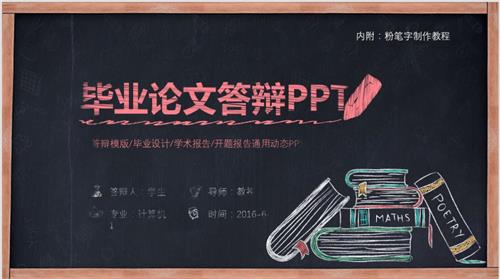 内附：粉笔字制作教程
毕业论文答辩PPT
答辩模版/毕业设计/学术报告/开题报告通用动态PP
答辩人：学生
导师：教
专业：计算机
1
时间：2016-6
MATHS
POETRY